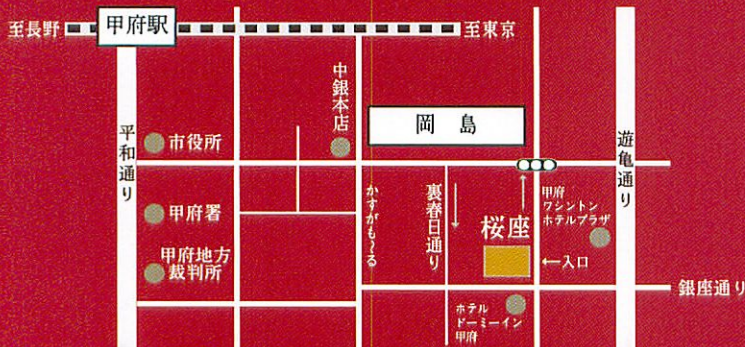 至長野
甲府駅
至東京
中銀本店
岡島
平和通り
市役所
遊亀通り
甲府署
かすがも〜る
裏春日通り
甲府
ワシントン
ホテルプラザ
桜座
甲府地方
裁判所
←入口
銀座通り
ホテル
ドーミーイン
甲府